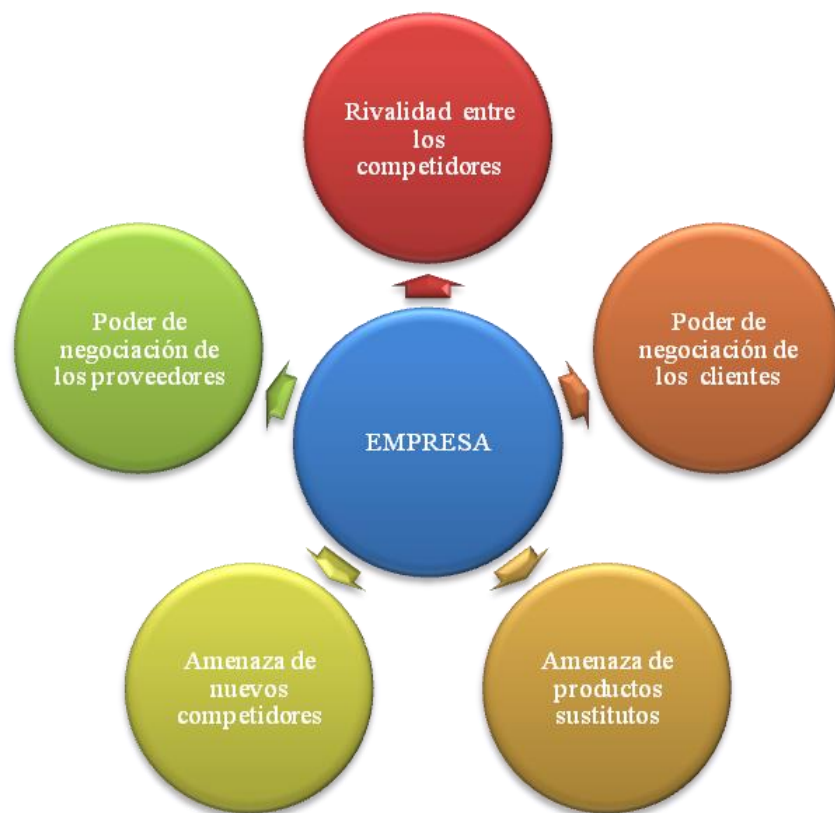 Rivalidad entre
los
competidores
Poder de
negociación de
los proveedores
Poder de
negociación de
los clientes
EMPRESA
Amenaza de
nuevos
competidores
Amenaza de
productos
sustitutos